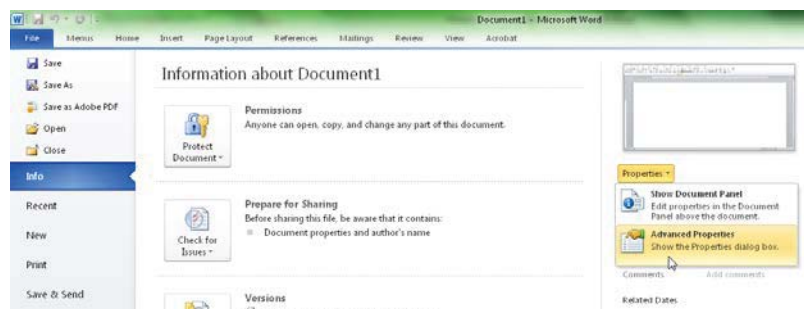 Document1 - Microsoft Word
File Menus Home Insert Page Layout References Mailings Review View Acrobat
Save
Save As
Save as Adobe PDF
Open
Close
Info
Recent
New
Print
Save & Send
Information about Document1
Protect
Document
Permissions
Anyone can open, copy, and change any part of this document.
Check for
Issues
Prepare for Sharing
Before sharing this file, be aware that it contains:
Document properties and author's name
Versions
Properties
Show Document Panel
Edit properties in the Document
Panel above the document.
Advanced Properties
Show the Properties dialog box.
Comments Add comments
Related Dates